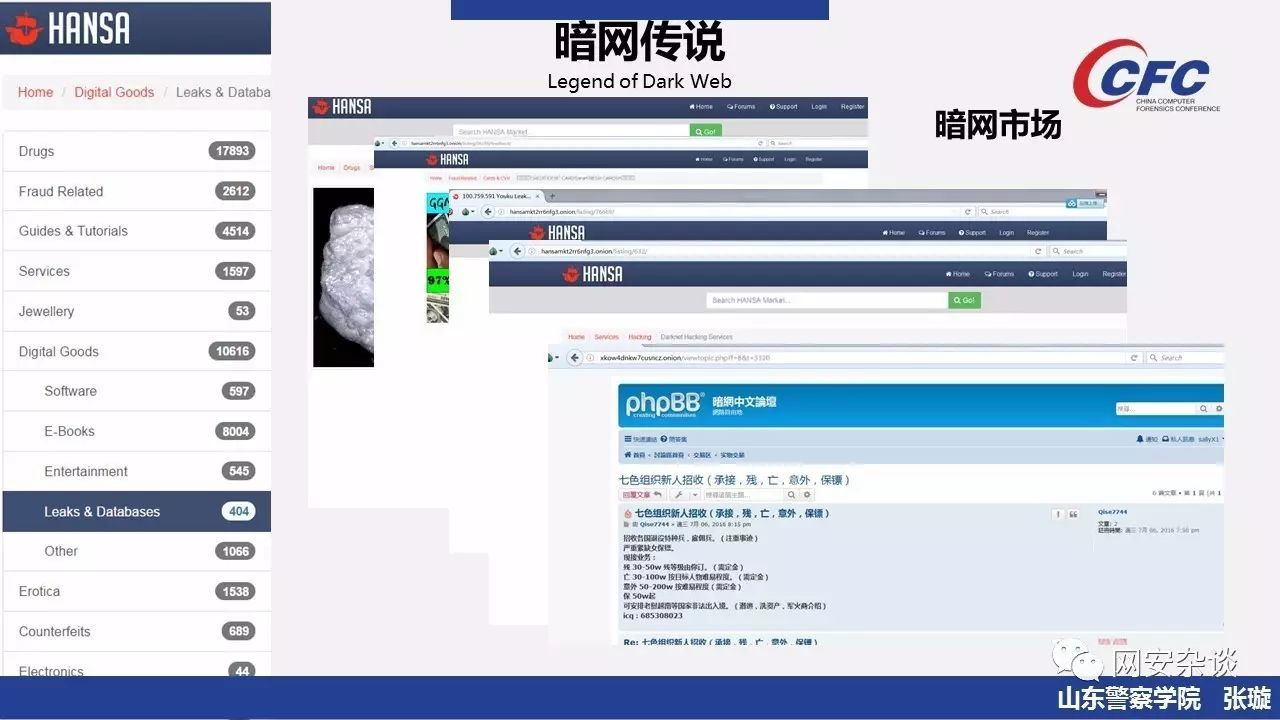 HANSA
Home / Digital Goods / Leaks & Databa
Drugs 17893
Fraud Related 2612
Guides & Tutorials 4514
Services 1597
Jewellery 53
Digital Goods 10616
Software 597
E-Books 8004
Entertainment 545
Leaks & Databases 404
Other 1066
Erotica 1538
Counterfeits 689
Electronics 44
暗网传说
Legend of Dark Web
CFC
CHINA COMPUTER
FORENSICS CONFERENCE
暗网市场
HANSA Home Forums Support Login Register
Search HANSA Market... Go!
HANSA Home Forums Support Login Register
Home Drugs S
Home Fraud Related Cards & CVV
GGM
97%
100.759.591 Youku Leak...
hansamkt2rr6nfg3.onion/listing/76669/ Search
HANSA Home Forums Support Login Register
hansamkt2rr6nfg3.onion/listing/632/ Search
HANSA Home Forums Support Login Register
Search HANSA Market... Go!
Home Services Hacking Darknet Hacking Services
xkow4dnkw7cusncz.onion/viewtopic.php?f=8&t=3320 Search
phpBB 暗網中文論壇
creating communities
搜尋...
快速連結 問答集 通知 私人訊息 sallyX1
首頁 ‹ 討論區首頁 ‹ 交易区 ‹ 实物交易
七色组织新人招收（承接，残，亡，意外，保镖）
回覆文章 搜尋這個主題... 6 篇文章 • 第 1 頁 (共 1
七色组织新人招收（承接，残，亡，意外，保镖） Qise7744
由 Qise7744 » 週三 7月 06, 2016 8:15 pm 文章: 2
註冊時間: 週三 7月 06, 2016 7:50 pm
招收各国退役特种兵，雇佣兵。（注重事迹）
严重紧缺女保镖。
现接业务：
残 30-50w 残等级由你订。（需定金）
亡 30-100w 按目标人物难易程度。（需定金）
意外 50-200w 按难易程度（需定金）
保 50w起
可安排老挝越南等国家非法出入境。（潜逃，洗资产，军火商介绍）
icq：685308023
Re: 七色组织新人招收（承接，残，亡，意外，保镖）
网安杂谈
山东警察学院 张璇